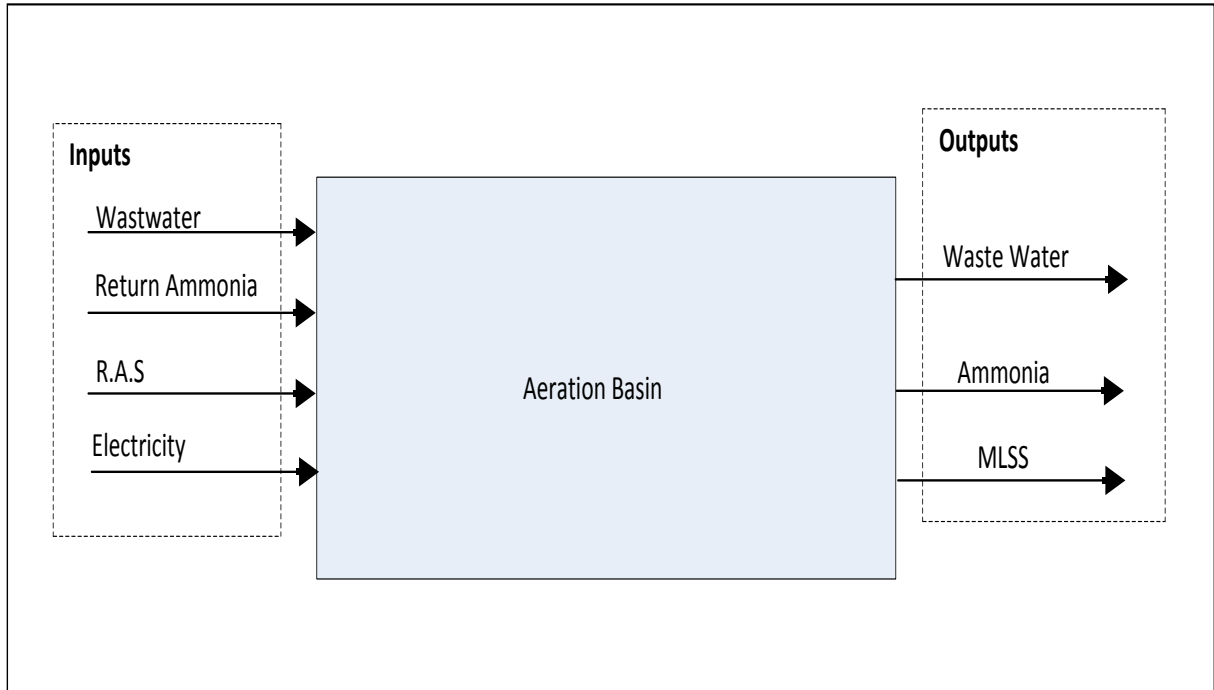 Inputs
Wastwater
Return Ammonia
R.A.S
Electricity
Aeration Basin
Outputs
Waste Water
Ammonia
MLSS